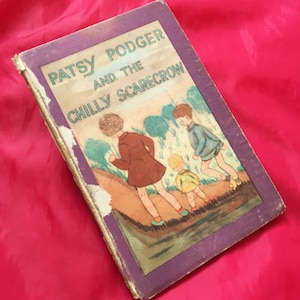 PATSY PODGER
AND THE
CHILLY SCARECROW